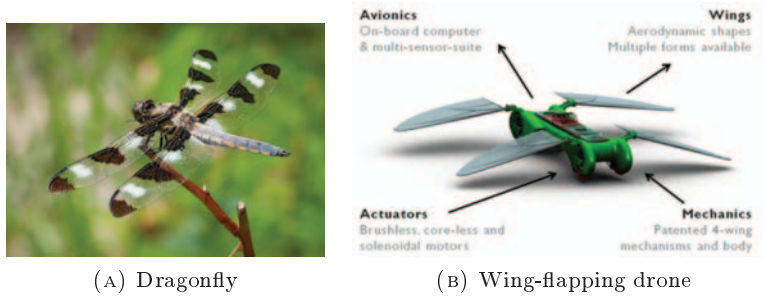 Avionics
On-board computer
& multi-sensor-suite
Wings
Aerodynamic shapes
Multiple forms available
Actuators
Brushless, core-less and
solenoidal motors
Mechanics
Patented 4-wing
mechanisms and body
(A) Dragonfly
(B) Wing-flapping drone